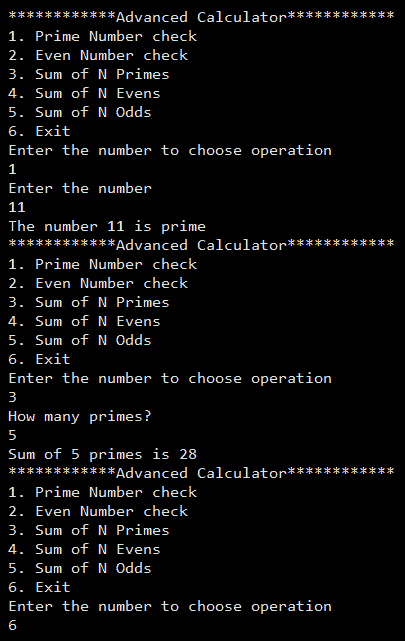 ************Advanced Calculator************
1. Prime Number check
2. Even Number check
3. Sum of N Primes
4. Sum of N Evens
5. Sum of N Odds
6. Exit
Enter the number to choose operation
1
Enter the number
11
The number 11 is prime
************Advanced Calculator************
1. Prime Number check
2. Even Number check
3. Sum of N Primes
4. Sum of N Evens
5. Sum of N Odds
6. Exit
Enter the number to choose operation
3
How many primes?
5
Sum of 5 primes is 28
************Advanced Calculator************
1. Prime Number check
2. Even Number check
3. Sum of N Primes
4. Sum of N Evens
5. Sum of N Odds
6. Exit
Enter the number to choose operation
6